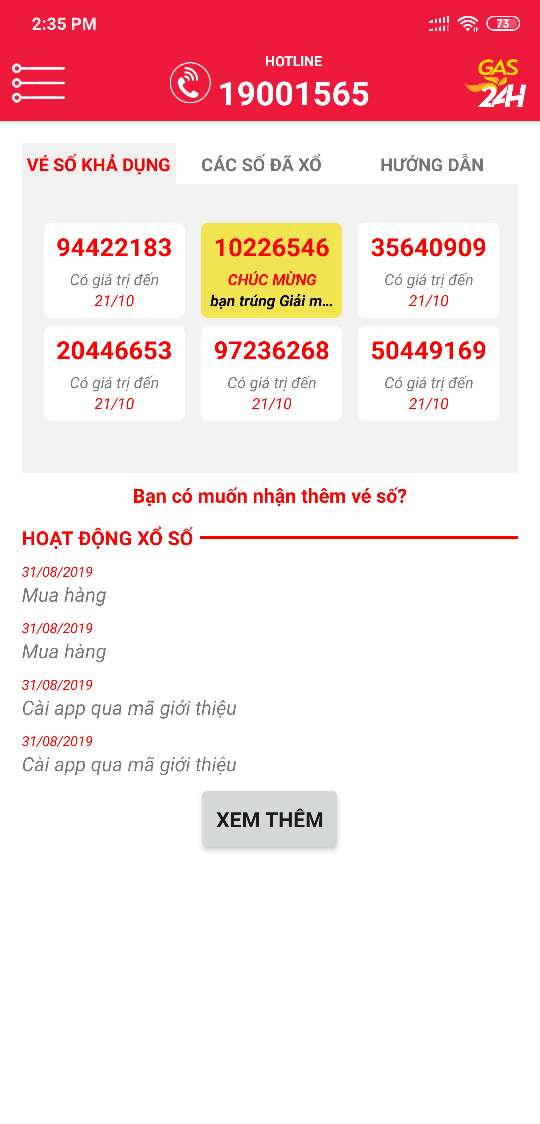 2:35 PM
73
HOTLINE
19001565
GAS
24H
VÉ SỐ KHẢ DỤNG
CÁC SỐ ĐÃ XỔ
HƯỚNG DẪN
94422183
Có giá trị đến
21/10
10226546
CHÚC MỪNG
bạn trúng Giải m...
35640909
Có giá trị đến
21/10
20446653
Có giá trị đến
21/10
97236268
Có giá trị đến
21/10
50449169
Có giá trị đến
21/10
Bạn có muốn nhận thêm vé số?
HOẠT ĐỘNG XỔ SỐ
31/08/2019
Mua hàng
31/08/2019
Mua hàng
31/08/2019
Cài app qua mã giới thiệu
31/08/2019
Cài app qua mã giới thiệu
XEM THÊM